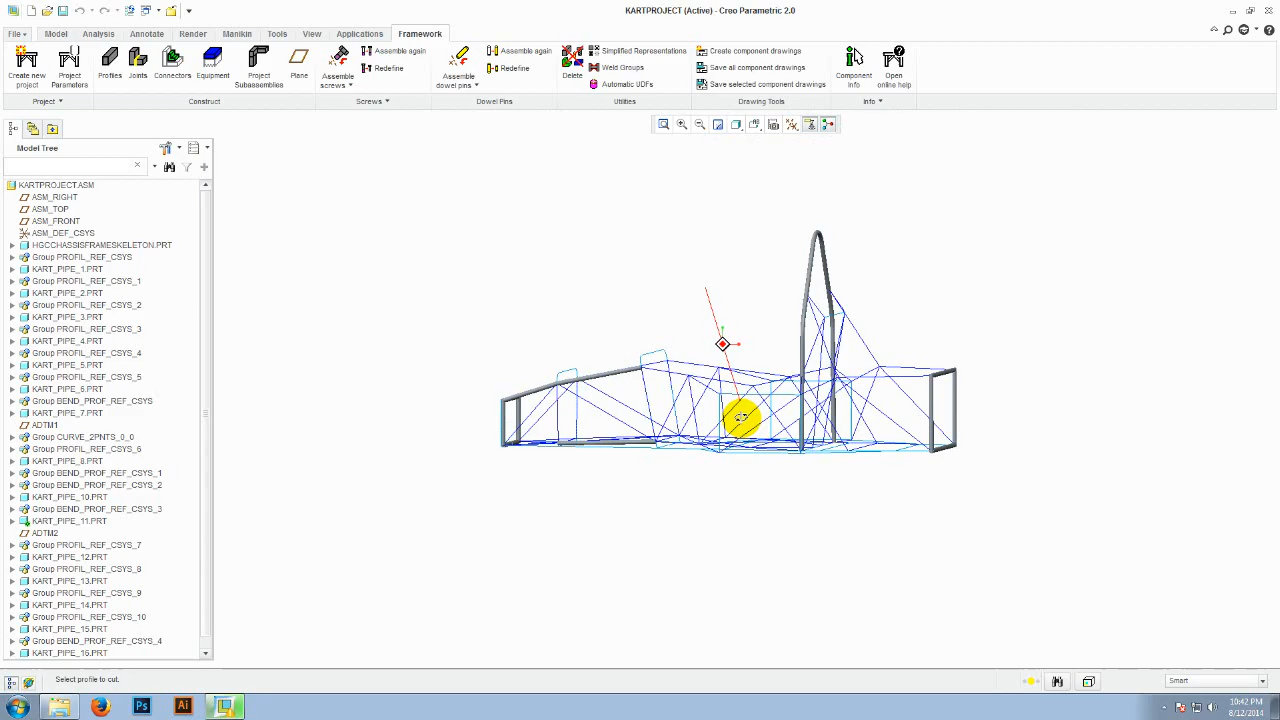 KARTPROJECT (Active) - Creo Parametric 2.0
File Model Analysis Annotate Render Manikin Tools View Applications Framework
Create new project
Project Parameters
Profiles
Joints
Connectors
Equipment
Project Subassemblies
Plane
Assemble screws
Assemble again
Redefine
Assemble dowel pins
Assemble again
Redefine
Delete
Simplified Representations
Weld Groups
Automatic UDFs
Create component drawings
Save all component drawings
Save selected component drawings
Component Info
Open online help
Project Construct Screws Dowel Pins Utilities Drawing Tools Info
Model Tree
KARTPROJECT.ASM
ASM_RIGHT
ASM_TOP
ASM_FRONT
ASM_DEF_CSYS
HGCCHASSISFRAMESKELETON.PRT
Group PROFIL_REF_CSYS
KART_PIPE_1.PRT
Group PROFIL_REF_CSYS_1
KART_PIPE_2.PRT
Group PROFIL_REF_CSYS_2
KART_PIPE_3.PRT
Group PROFIL_REF_CSYS_3
KART_PIPE_4.PRT
Group PROFIL_REF_CSYS_4
KART_PIPE_5.PRT
Group PROFIL_REF_CSYS_5
KART_PIPE_6.PRT
Group BEND_PROF_REF_CSYS
KART_PIPE_7.PRT
ADTM1
Group CURVE_2PNTS_0_0
Group PROFIL_REF_CSYS_6
KART_PIPE_8.PRT
Group BEND_PROF_REF_CSYS_1
Group BEND_PROF_REF_CSYS_2
KART_PIPE_10.PRT
Group BEND_PROF_REF_CSYS_3
KART_PIPE_11.PRT
ADTM2
Group PROFIL_REF_CSYS_7
KART_PIPE_12.PRT
Group PROFIL_REF_CSYS_8
KART_PIPE_13.PRT
Group PROFIL_REF_CSYS_9
KART_PIPE_14.PRT
Group PROFIL_REF_CSYS_10
KART_PIPE_15.PRT
Group BEND_PROF_REF_CSYS_4
KART_PIPE_16.PRT
Select profile to cut.
Smart
Ps
Ai
10:42 PM
8/12/2014